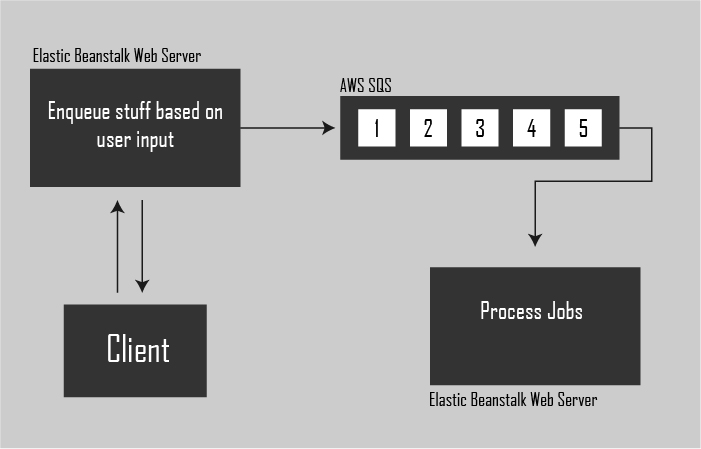 Elastic Beanstalk Web Server
Enqueue stuff based on
user input
AWS SQS
1 2 3 4 5
Client
Process Jobs
Elastic Beanstalk Web Server